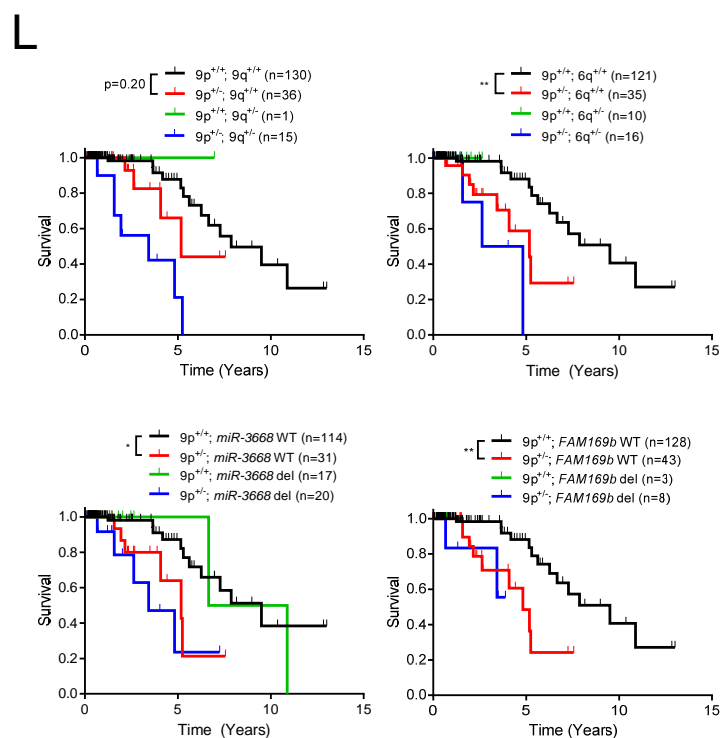 L
p=0.20
9p+/+; 9q+/+ (n=130)
9p+/-; 9q+/+ (n=36)
9p+/+; 9q+/- (n=1)
9p+/-; 9q+/- (n=15)
Survival
1.0
0.8
0.6
0.4
0.2
0.0
0 5 10 15
Time (Years)
**
9p+/+; 6q+/+ (n=121)
9p+/-; 6q+/+ (n=35)
9p+/+; 6q+/- (n=10)
9p+/-; 6q+/- (n=16)
Survival
1.0
0.8
0.6
0.4
0.2
0.0
0 5 10 15
Time (Years)
*
9p+/+; miR-3668 WT (n=114)
9p+/-; miR-3668 WT (n=31)
9p+/+; miR-3668 del (n=17)
9p+/-; miR-3668 del (n=20)
Survival
1.0
0.8
0.6
0.4
0.2
0.0
0 5 10 15
Time (Years)
**
9p+/+; FAM169b WT (n=128)
9p+/-; FAM169b WT (n=43)
9p+/+; FAM169b del (n=3)
9p+/-; FAM169b del (n=8)
Survival
1.0
0.8
0.6
0.4
0.2
0.0
0 5 10 15
Time (Years)